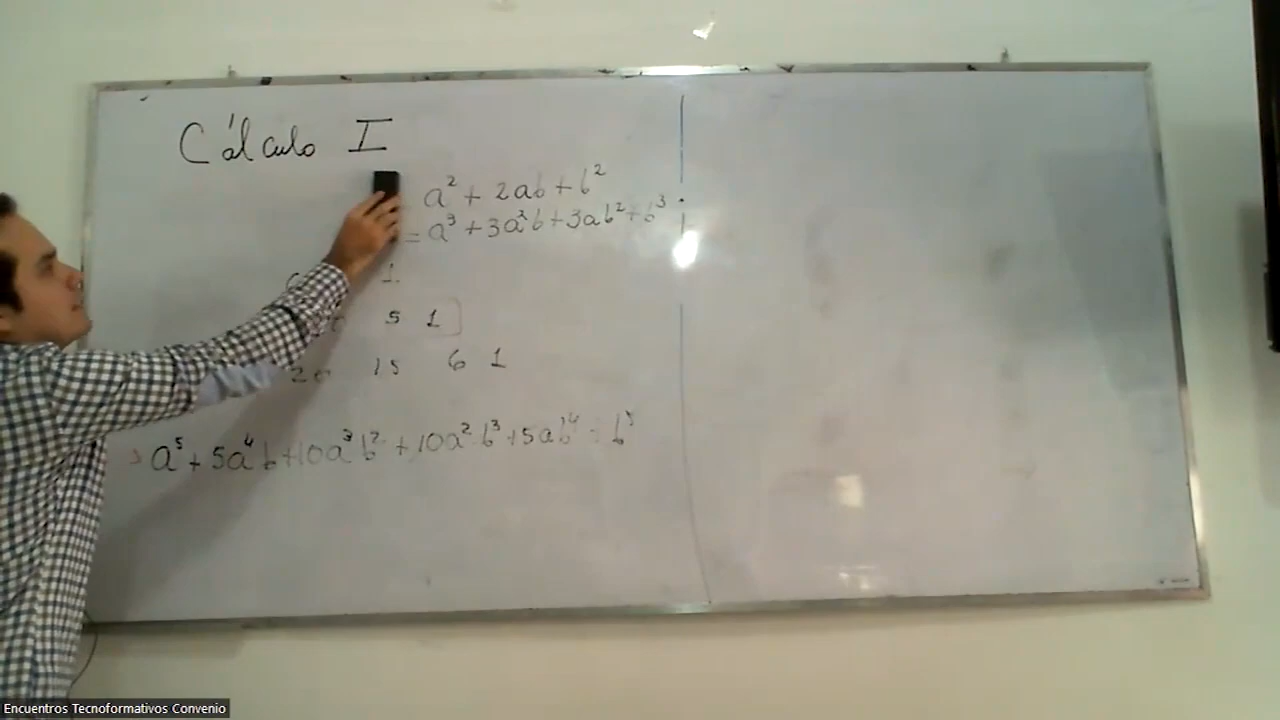 Cálculo I
a² + 2ab + b²
= a³ + 3a²b + 3ab² + b³
1
5 1
20 15 6 1
a⁵ + 5a⁴b + 10a³b² + 10a²b³ + 5ab⁴ + b⁵
Encuentros Tecnoformativos Convenio